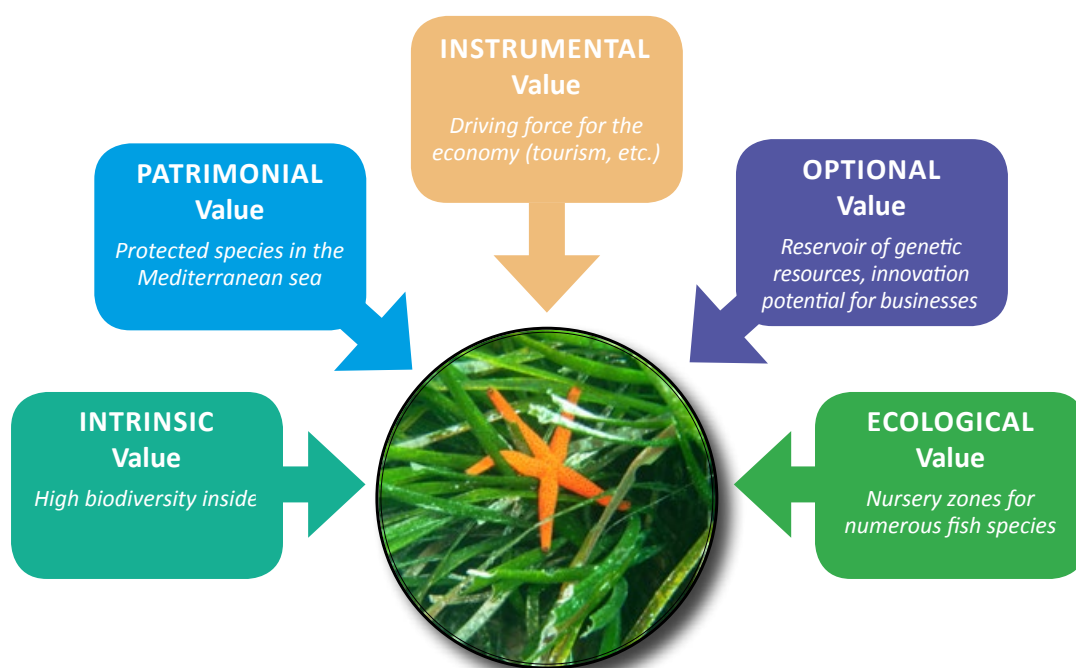 INSTRUMENTAL
Value
Driving force for the
economy (tourism, etc.)
PATRIMONIAL
Value
Protected species in the
Mediterranean sea
OPTIONAL
Value
Reservoir of genetic
resources, innovation
potential for businesses
INTRINSIC
Value
High biodiversity inside
ECOLOGICAL
Value
Nursery zones for
numerous fish species